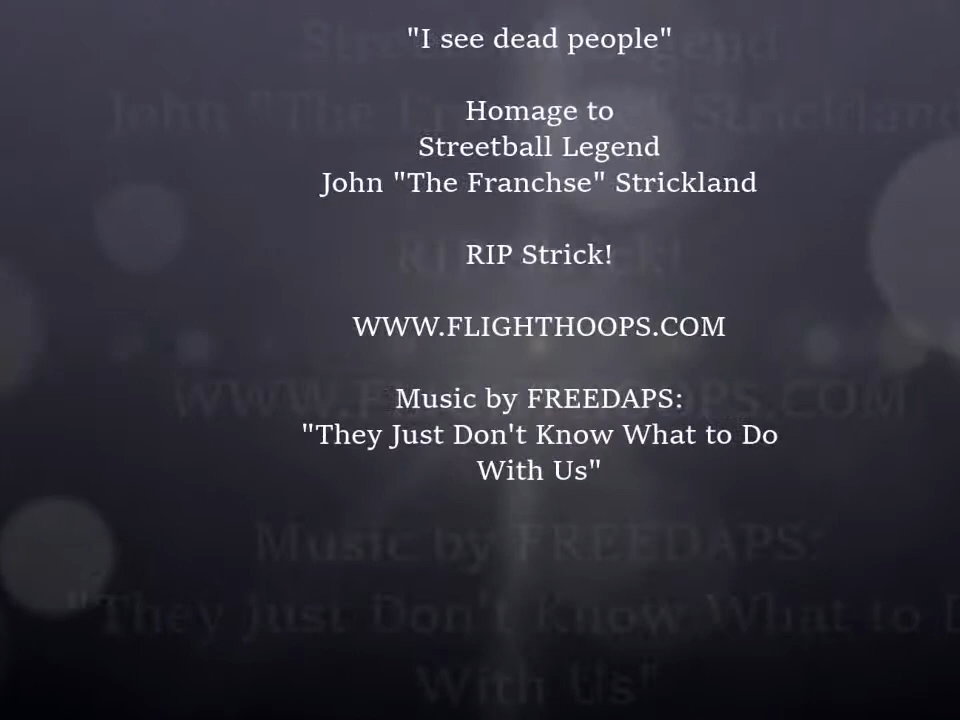 "I see dead people"
Homage to
Streetball Legend
John "The Franchse" Strickland
RIP Strick!
WWW.FLIGHTHOOPS.COM
Music by FREEDAPS:
"They Just Don't Know What to Do
With Us"